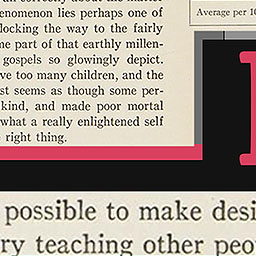 enomenon lies perhaps one of
locking the way to the fairly
me part of that earthly millen-
gospels so glowingly depict.
ve too many children, and the
st seems as though some per-
kind, and made poor mortal
what a really enlightened self
right thing.
Average per 10
possible to make desi
ry teaching other peo